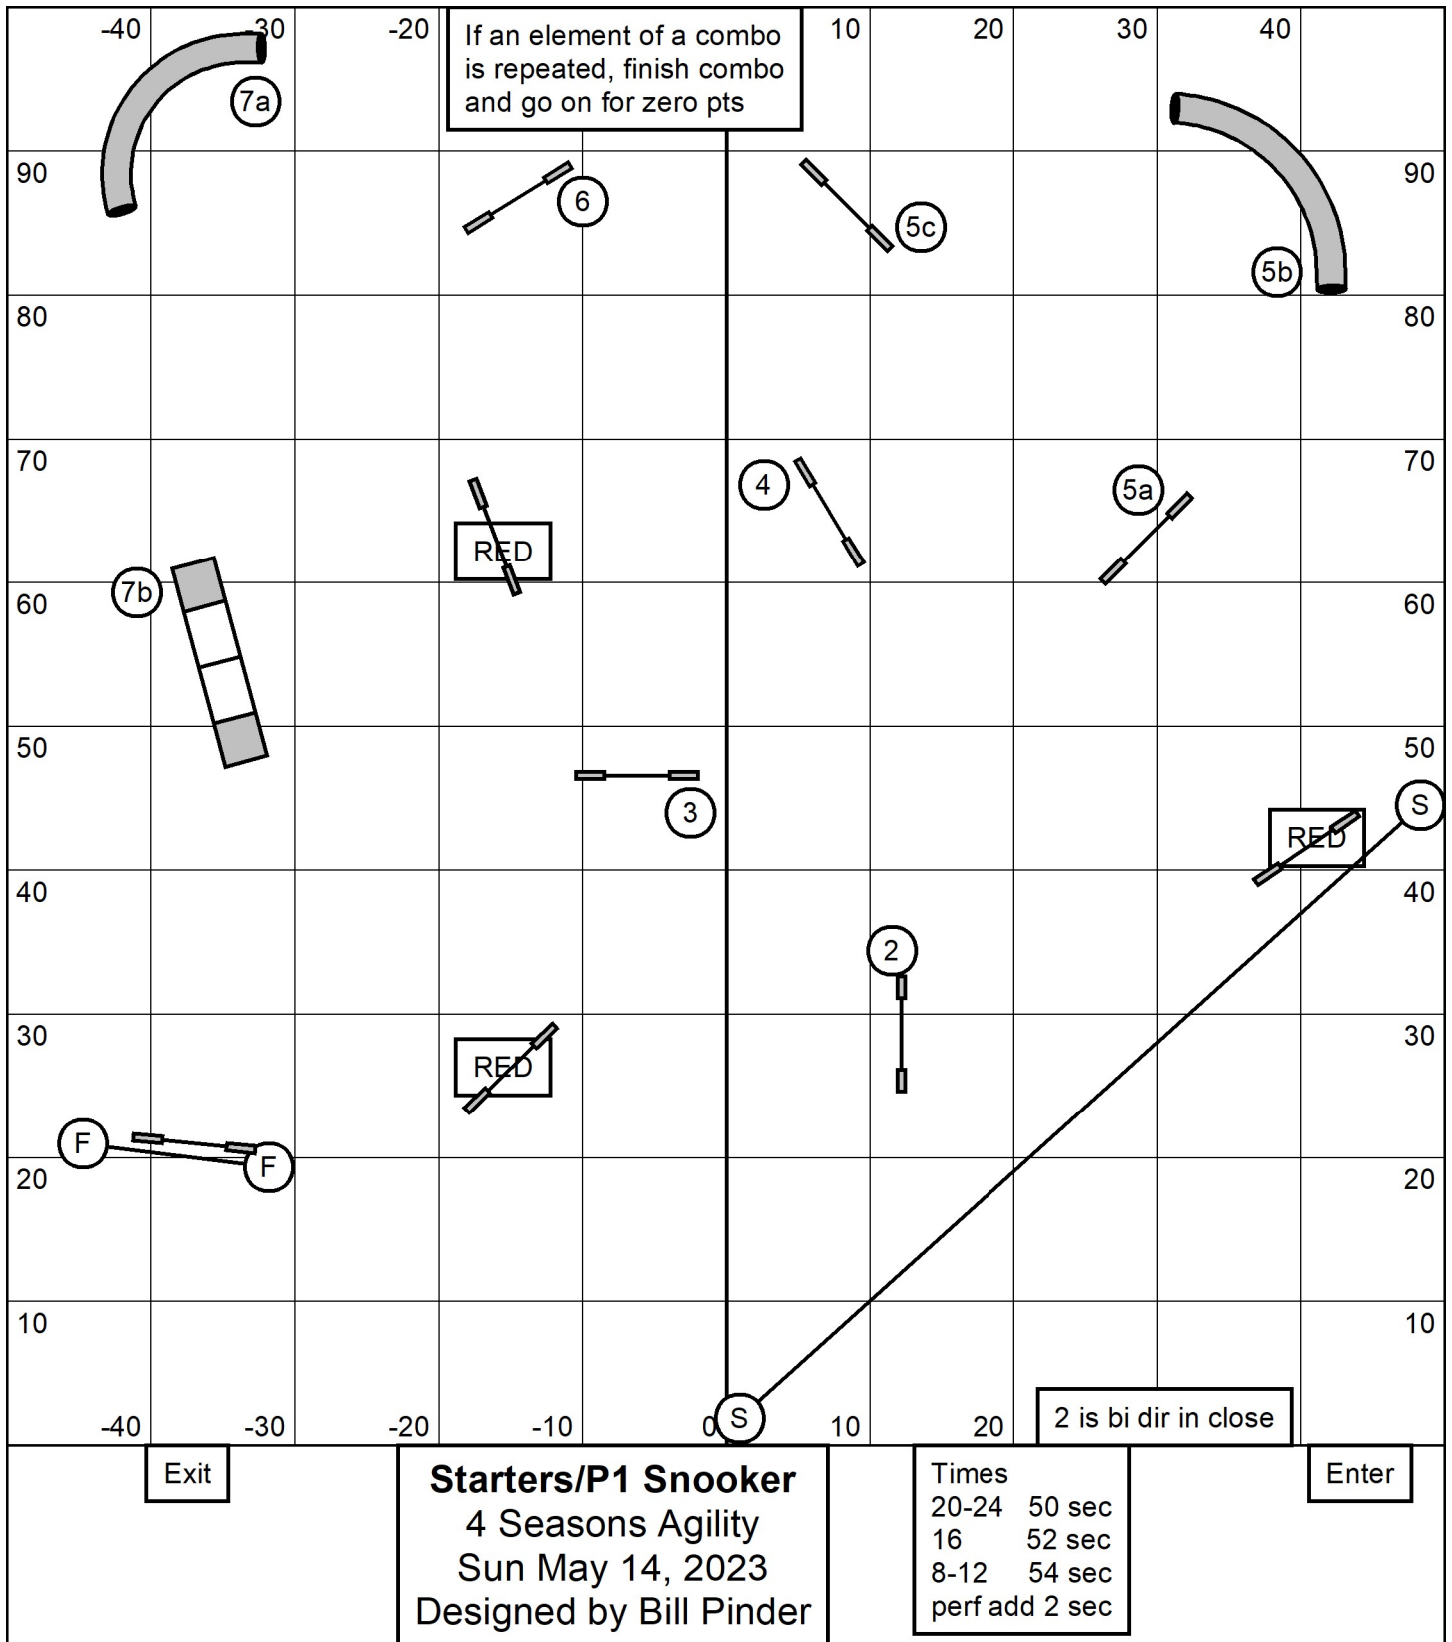 -40 -30 -20 10 20 30 40
If an element of a combo
is repeated, finish combo
and go on for zero pts
7a
90 90
6
5c
5b
80 80
70 70
4
5a
RED
7b
60 60
50 50
3
S
RED
40 40
2
30 30
RED
F
F
20 20
10 10
-40 -30 -20 -10 0 S 10 20
2 is bi dir in close
Exit
Enter
Starters/P1 Snooker
4 Seasons Agility
Sun May 14, 2023
Designed by Bill Pinder
Times
20-24 50 sec
16 52 sec
8-12 54 sec
perf add 2 sec